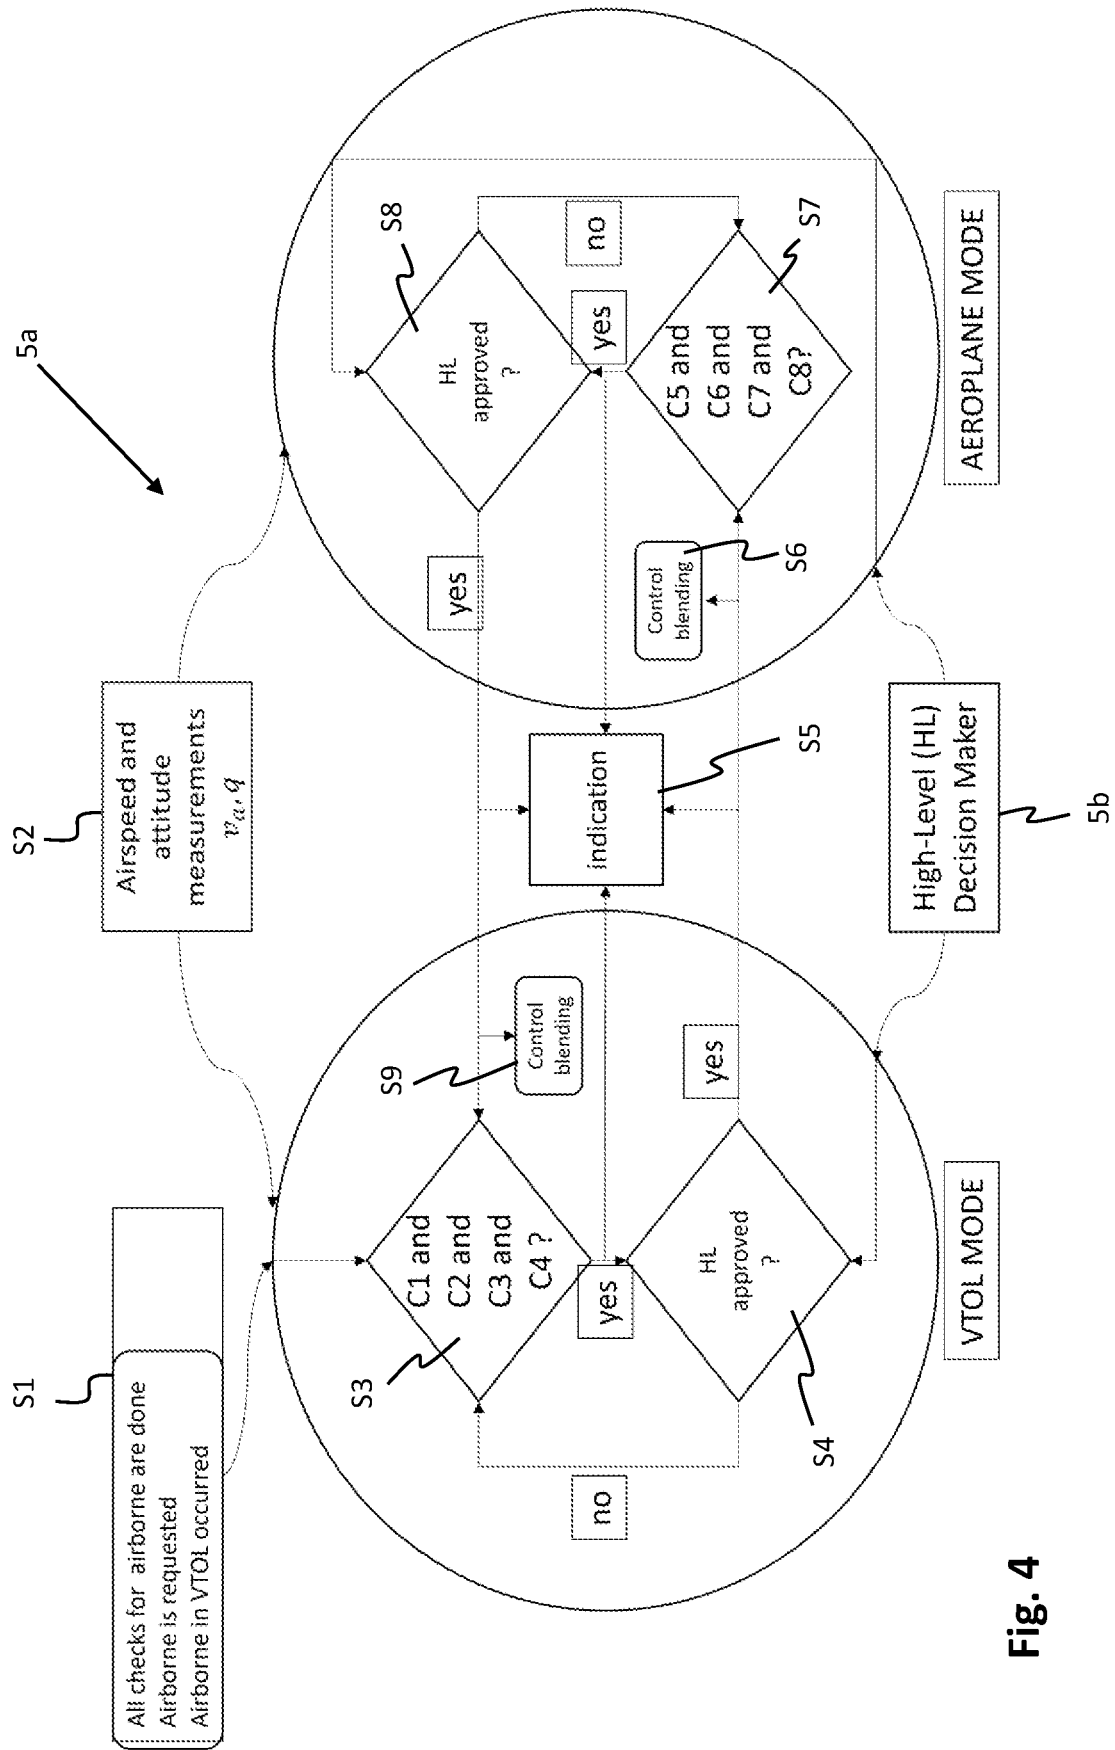 S1
All checks for airborne are done
Airborne is requested
Airborne in VTOL occurred
S2
Airspeed and
attitude
measurements
va, q
5a
S3
C1 and
C2 and
C3 and
C4 ?
yes
no
HL
approved
?
S4
VTOL MODE
S9
Control
blending
yes
indication
S5
yes
Control
blending
S6
S8
HL
approved
?
no
yes
C5 and
C6 and
C7 and
C8?
S7
AEROPLANE MODE
High-Level (HL)
Decision Maker
5b
Fig. 4